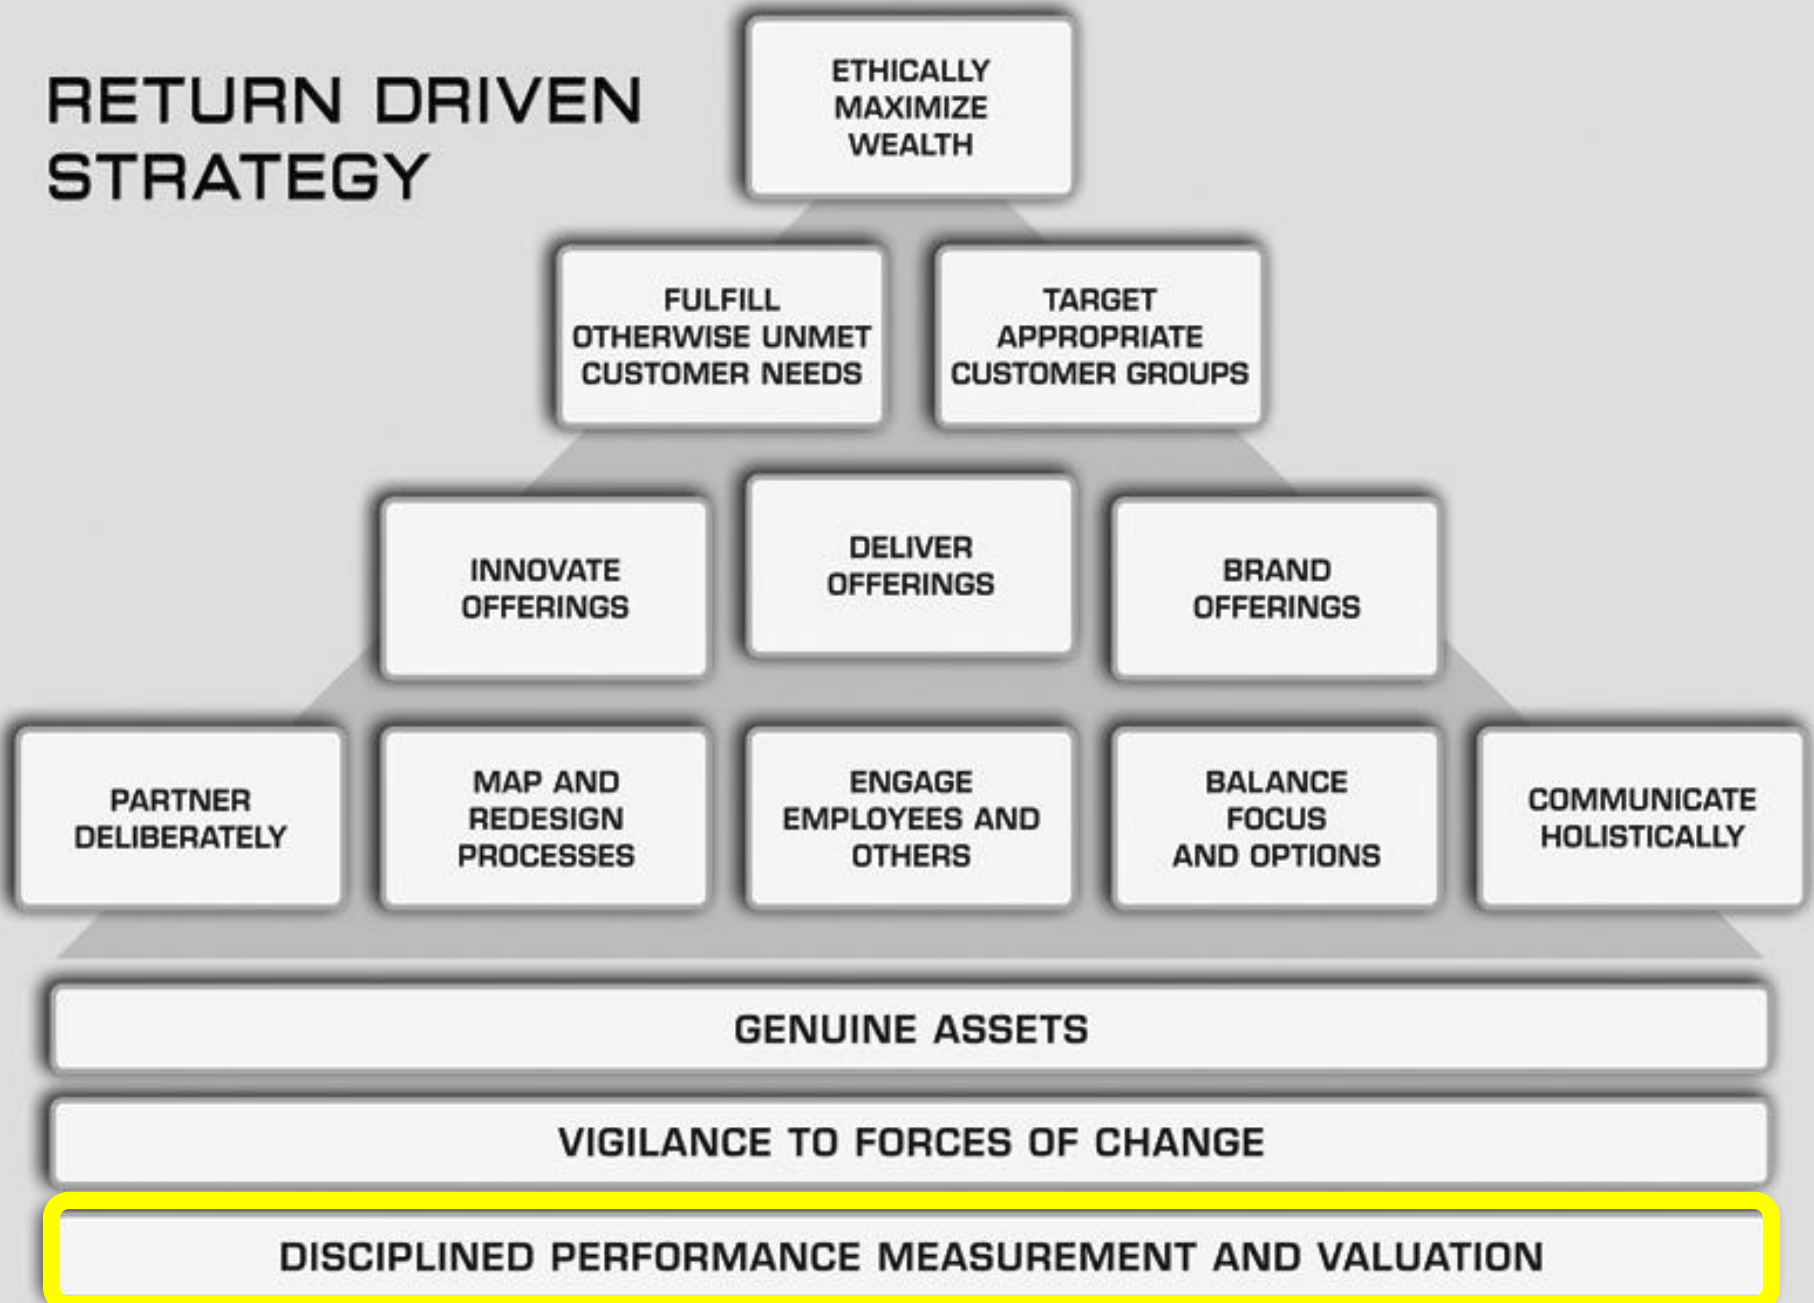 RETURN DRIVEN
STRATEGY
ETHICALLY
MAXIMIZE
WEALTH
FULFILL
OTHERWISE UNMET
CUSTOMER NEEDS
TARGET
APPROPRIATE
CUSTOMER GROUPS
INNOVATE
OFFERINGS
DELIVER
OFFERINGS
BRAND
OFFERINGS
PARTNER
DELIBERATELY
MAP AND
REDESIGN
PROCESSES
ENGAGE
EMPLOYEES AND
OTHERS
BALANCE
FOCUS
AND OPTIONS
COMMUNICATE
HOLISTICALLY
GENUINE ASSETS
VIGILANCE TO FORCES OF CHANGE
DISCIPLINED PERFORMANCE MEASUREMENT AND VALUATION